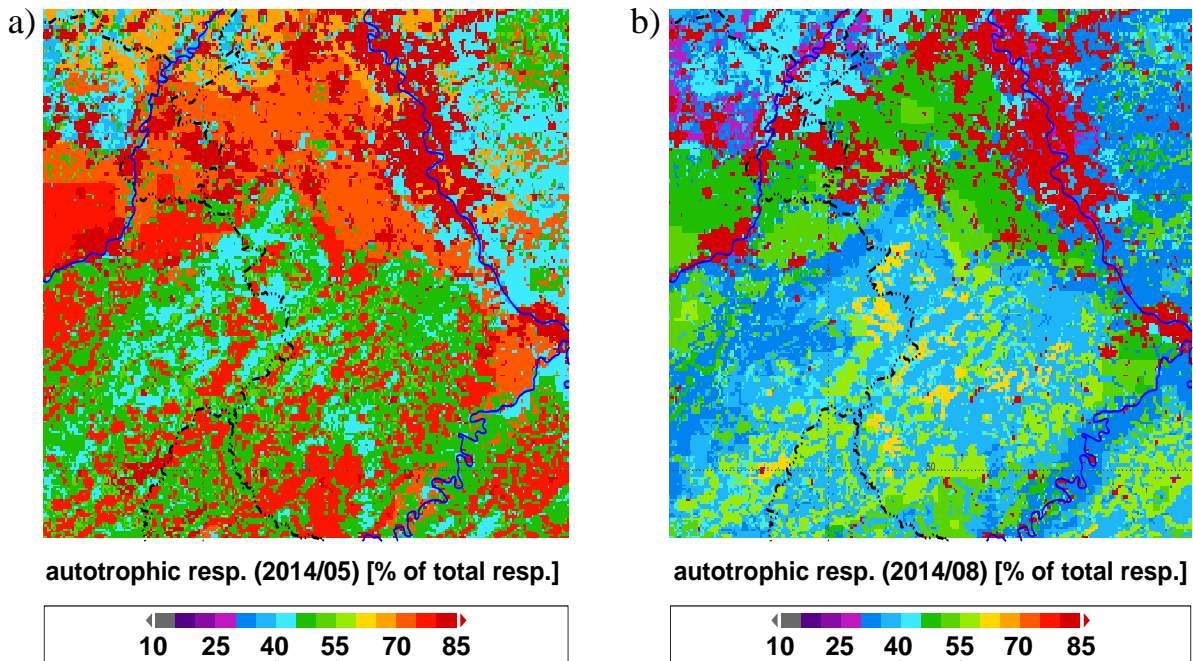 a)
b)
50
autotrophic resp. (2014/05) [% of total resp.]
autotrophic resp. (2014/08) [% of total resp.]
10 25 40 55 70 85
10 25 40 55 70 85